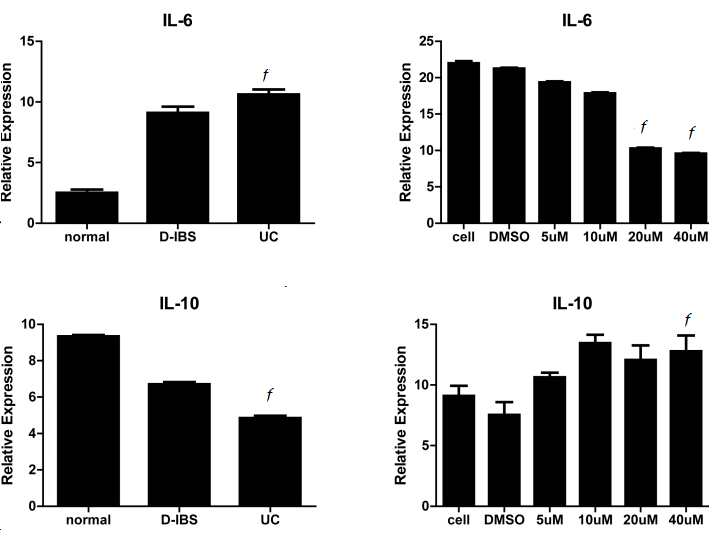 IL-6
Relative Expression
15
10
5
0
f
normal D-IBS UC
IL-6
Relative Expression
25
20
15
10
5
0
f f
cell DMSO 5uM 10uM 20uM 40uM
IL-10
Relative Expression
10
8
6
4
2
0
f
normal D-IBS UC
IL-10
Relative Expression
15
10
5
0
f
cell DMSO 5uM 10uM 20uM 40uM